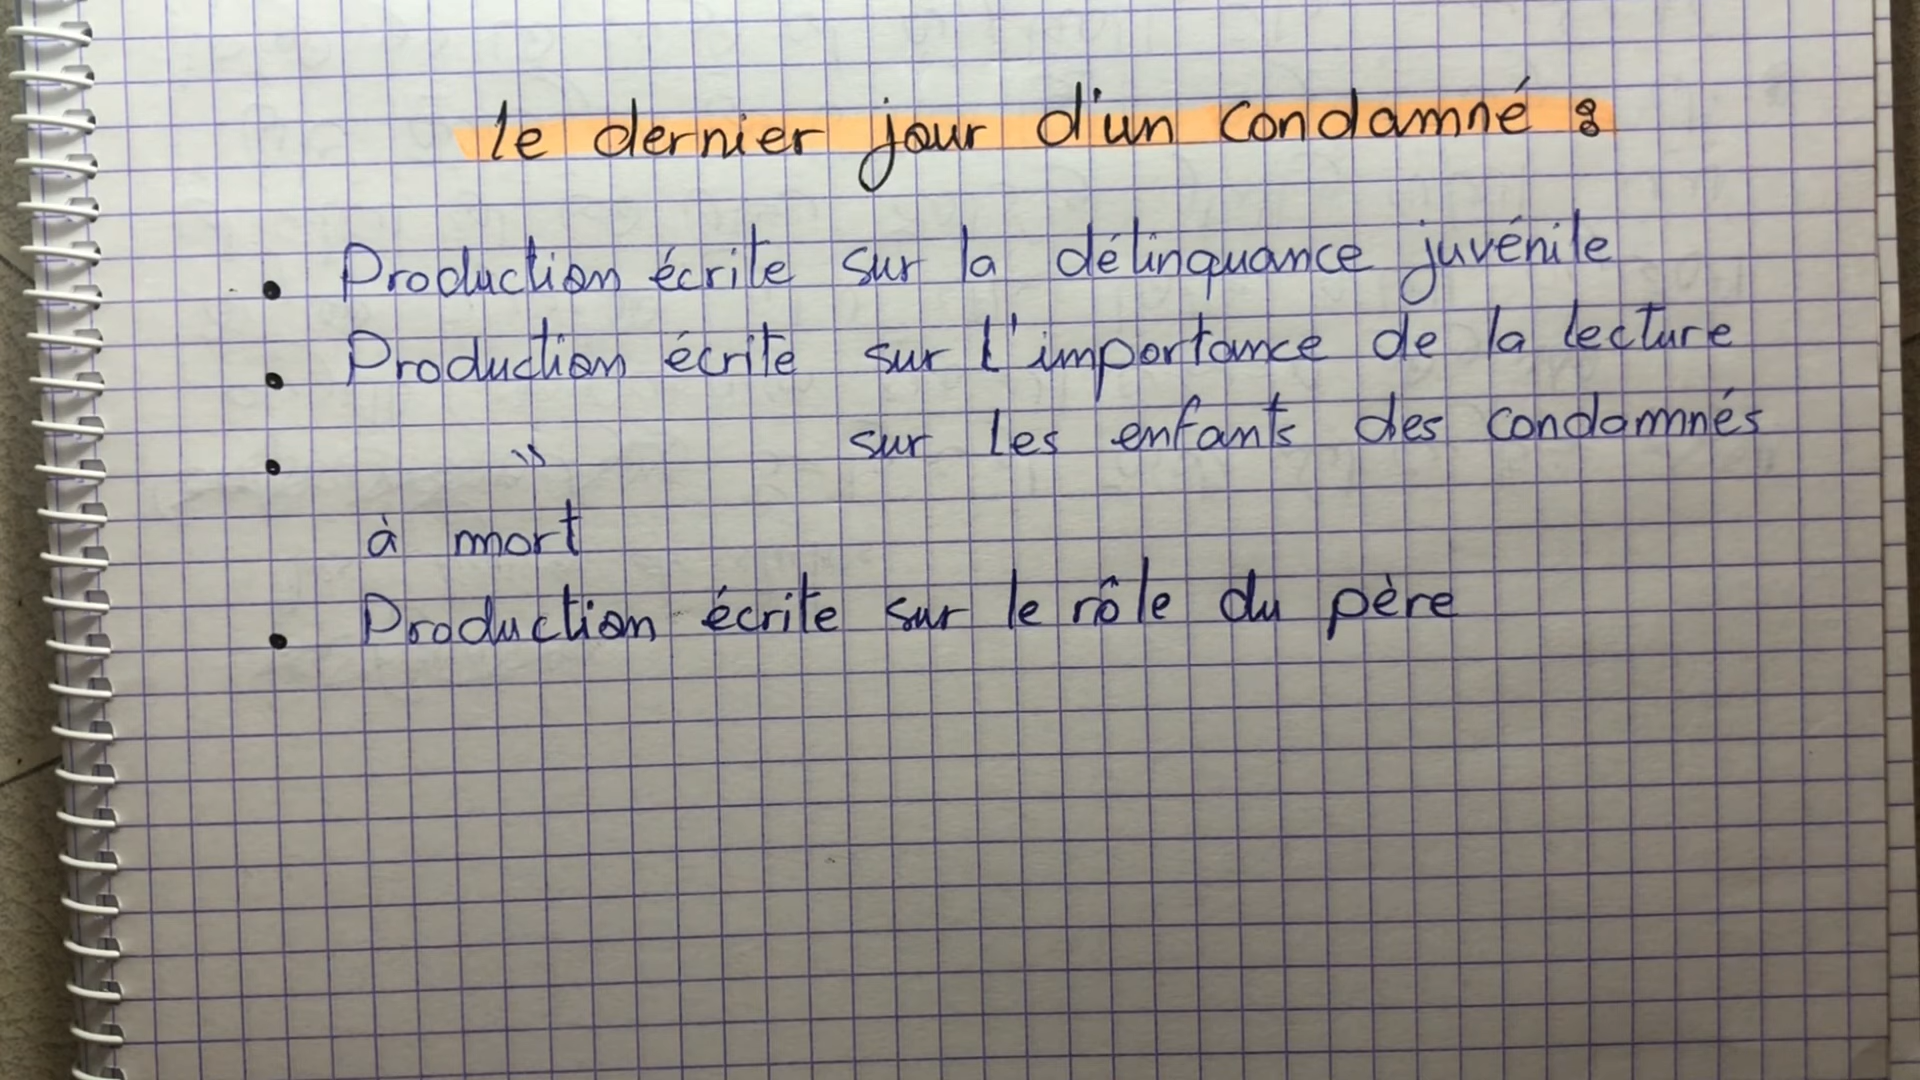 le dernier jour d'un condamné :
• Production écrite sur la délinquance juvénile
• Production écrite sur l'importance de la lecture
• " sur les enfants des condamnés
à mort
• Production écrite sur le rôle du père